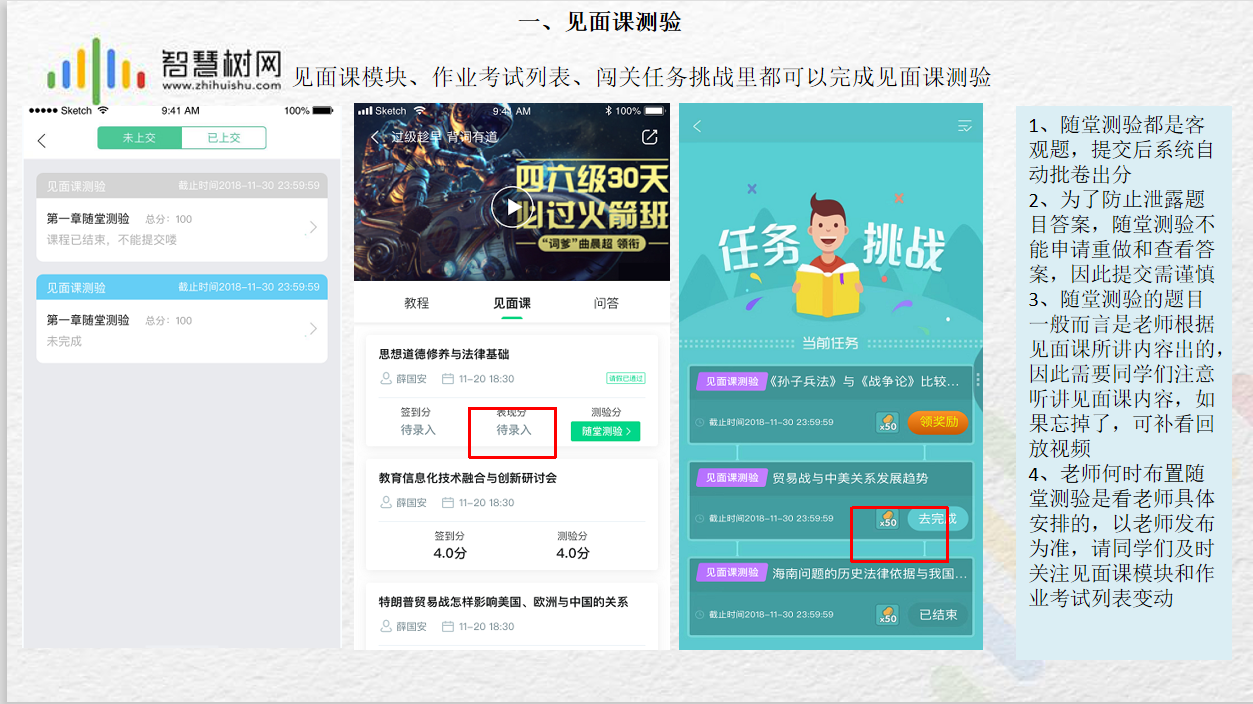 一、见面课测验
智慧树网
www.zhihuishu.com
见面课模块、作业考试列表、闯关任务挑战里都可以完成见面课测验
Sketch 9:41 AM 100%
未上交 已上交
见面课测验 截止时间2018-11-30 23:59:59
第一章随堂测验 总分：100
课程已结束，不能提交喽
见面课测验 截止时间2018-11-30 23:59:59
第一章随堂测验 总分：100
未完成
Sketch 9:41 AM 100%
过级趁早 背词有道
四六级30天
必过火箭班
“词爹”曲晨超 领衔
教程 见面课 问答
思想道德修养与法律基础
薛国安 11-20 18:30 请假已通过
签到分 表现分 测验分
待录入 待录入 随堂测验 >
教育信息化技术融合与创新研讨会
薛国安 11-20 18:30
签到分 测验分
4.0分 4.0分
特朗普贸易战怎样影响美国、欧洲与中国的关系
薛国安 11-20 18:30
任务挑战
当前任务
见面课测验 《孙子兵法》与《战争论》比较...
截止时间2018-11-30 23:59:59 x50 领奖励
见面课测验 贸易战与中美关系发展趋势
截止时间2018-11-30 23:59:59 x50 去完成
见面课测验 海南问题的历史法律依据与我国...
截止时间2018-11-30 23:59:59 x50 已结束
1、随堂测验都是客
观题，提交后系统自
动批卷出分
2、为了防止泄露题
目答案，随堂测验不
能申请重做和查看答
案，因此提交需谨慎
3、随堂测验的题目
一般而言是老师根据
见面课所讲内容出的，
因此需要同学们注意
听讲见面课内容，如
果忘掉了，可补看回
放视频
4、老师何时布置随
堂测验是看老师具体
安排的，以老师发布
为准，请同学们及时
关注见面课模块和作
业考试列表变动